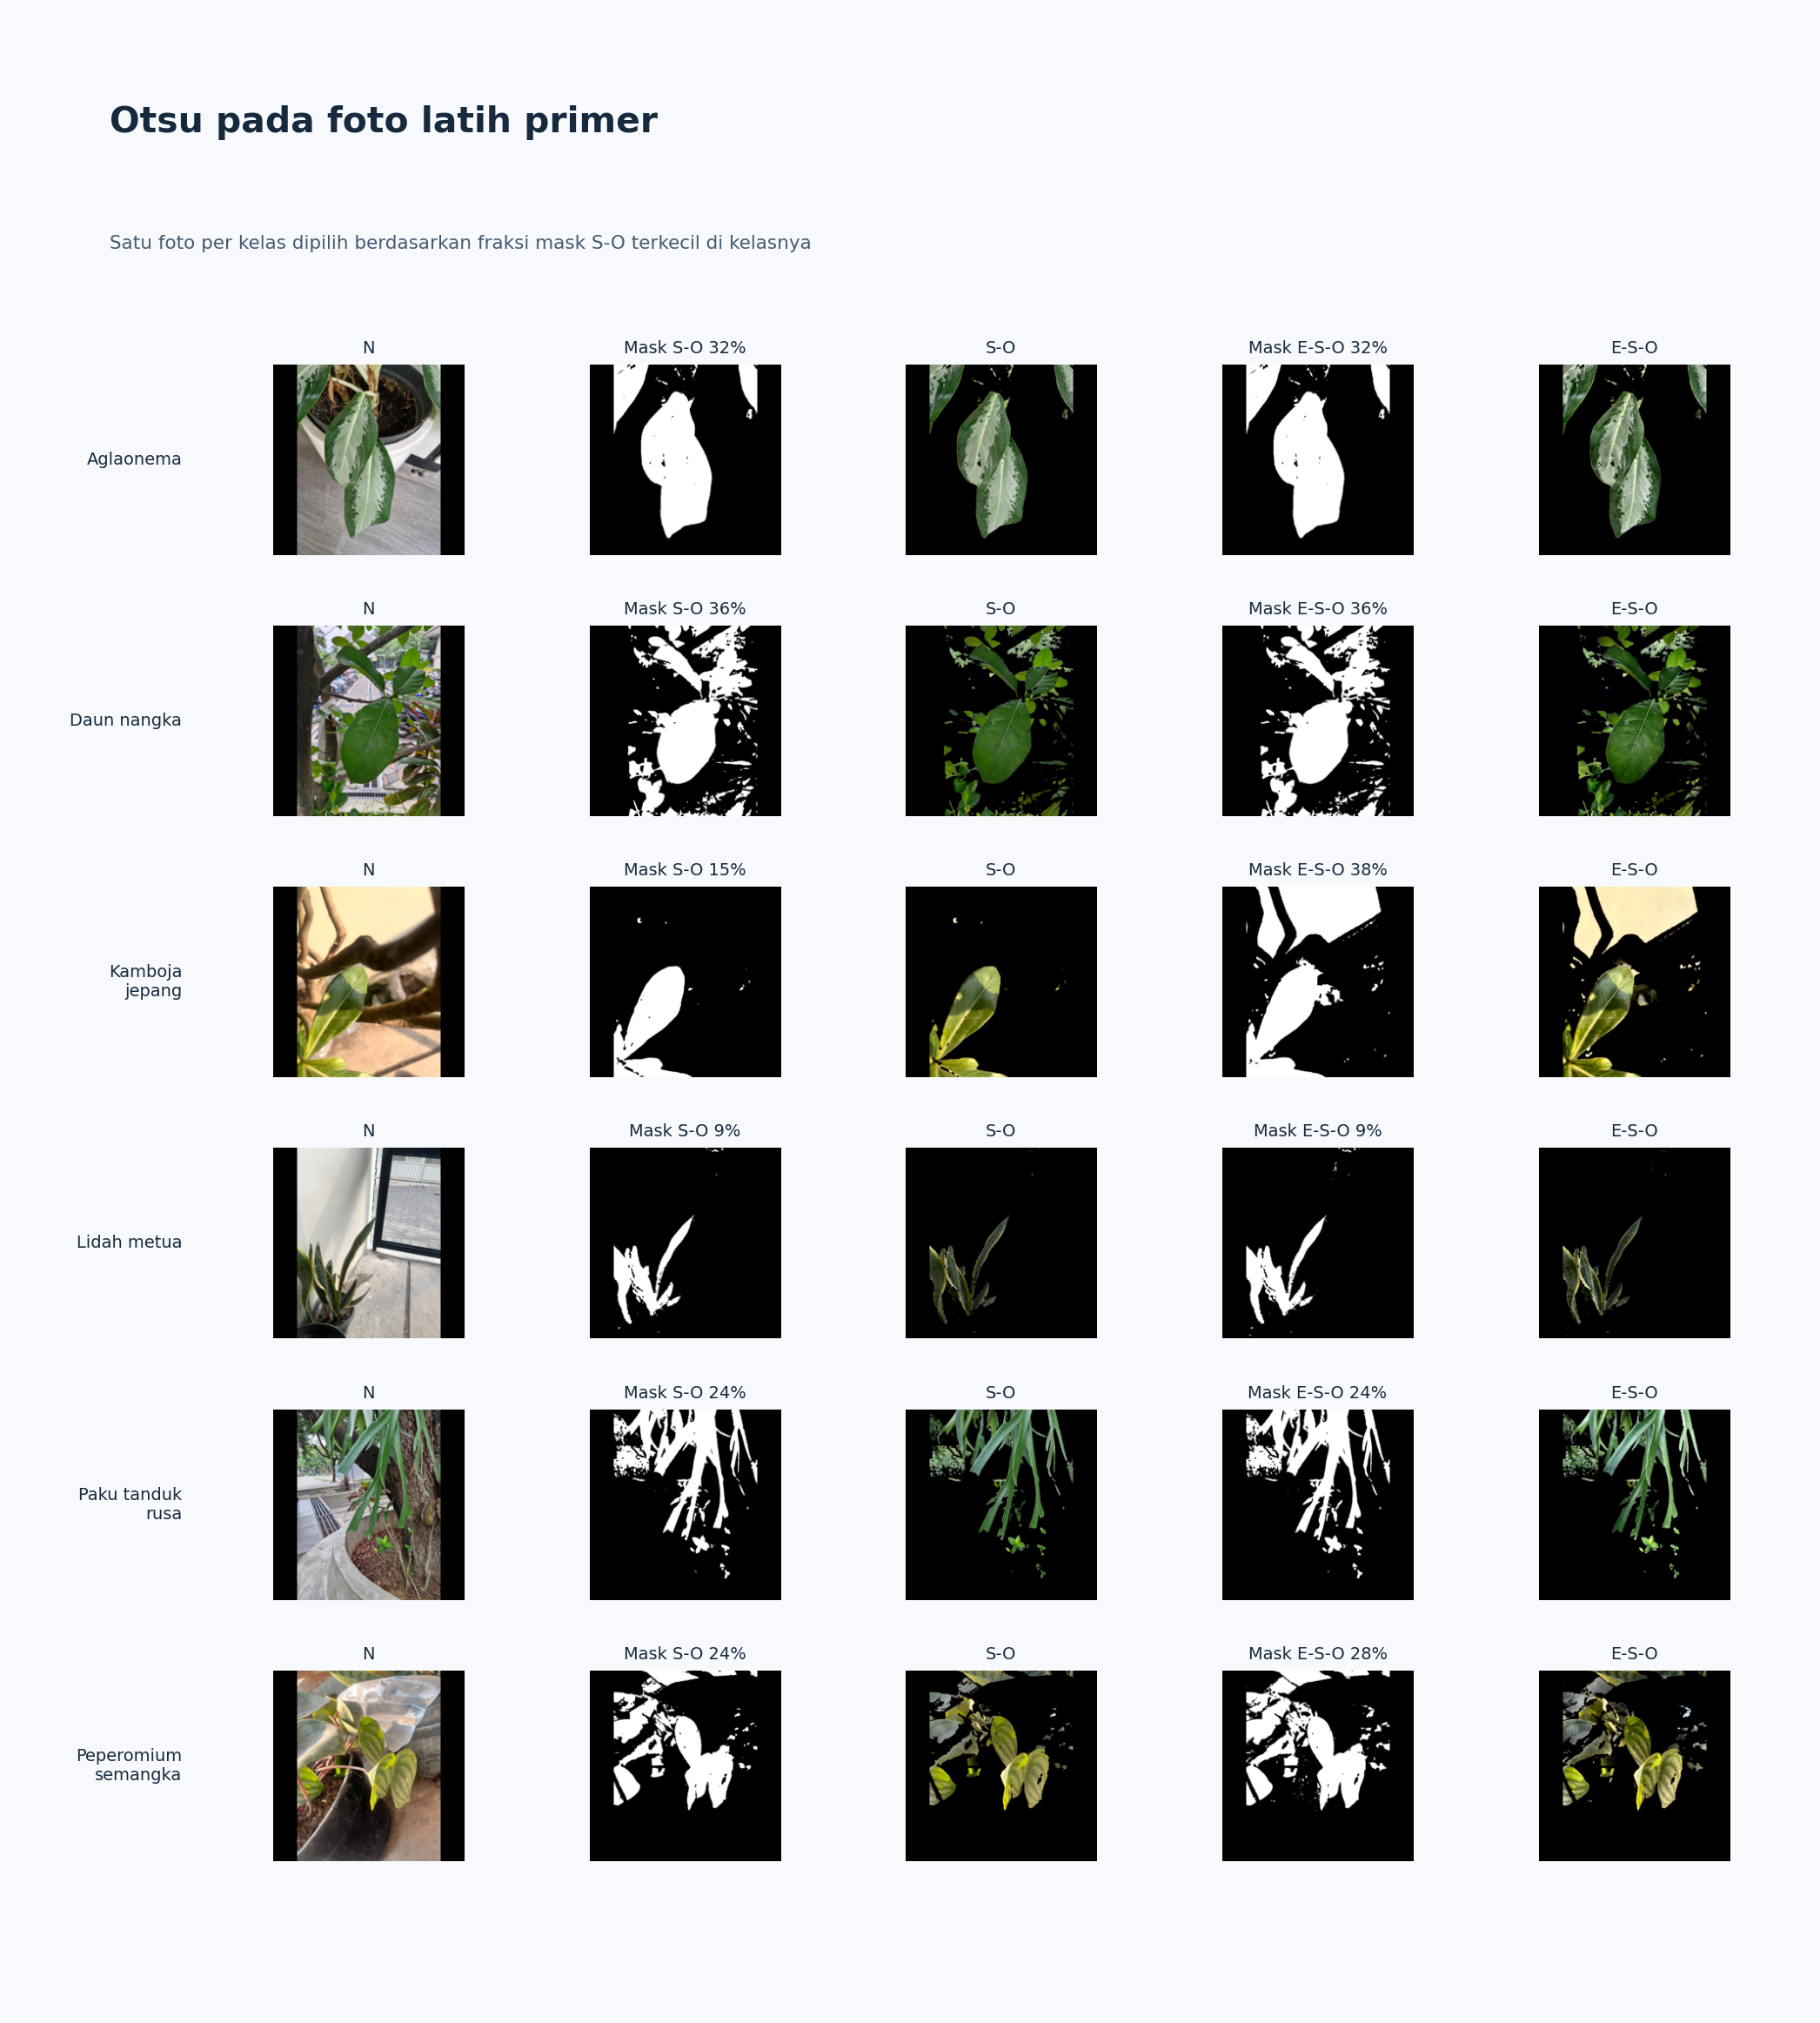 Otsu pada foto latih primer
Satu foto per kelas dipilih berdasarkan fraksi mask S-O terkecil di kelasnya
N
Mask S-O 32%
S-O
Mask E-S-O 32%
E-S-O
Aglaonema
N
Mask S-O 36%
S-O
Mask E-S-O 36%
E-S-O
Daun nangka
N
Mask S-O 15%
S-O
Mask E-S-O 38%
E-S-O
Kamboja
jepang
N
Mask S-O 9%
S-O
Mask E-S-O 9%
E-S-O
Lidah metua
N
Mask S-O 24%
S-O
Mask E-S-O 24%
E-S-O
Paku tanduk
rusa
N
Mask S-O 24%
S-O
Mask E-S-O 28%
E-S-O
Peperomium
semangka